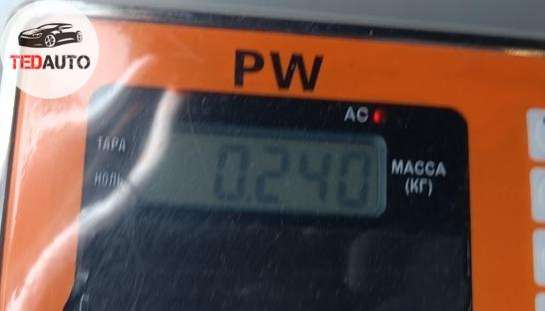 TEDAUTO
PW
AC
ТАРА
НОЛЬ
0.240
МАССА
(КГ)